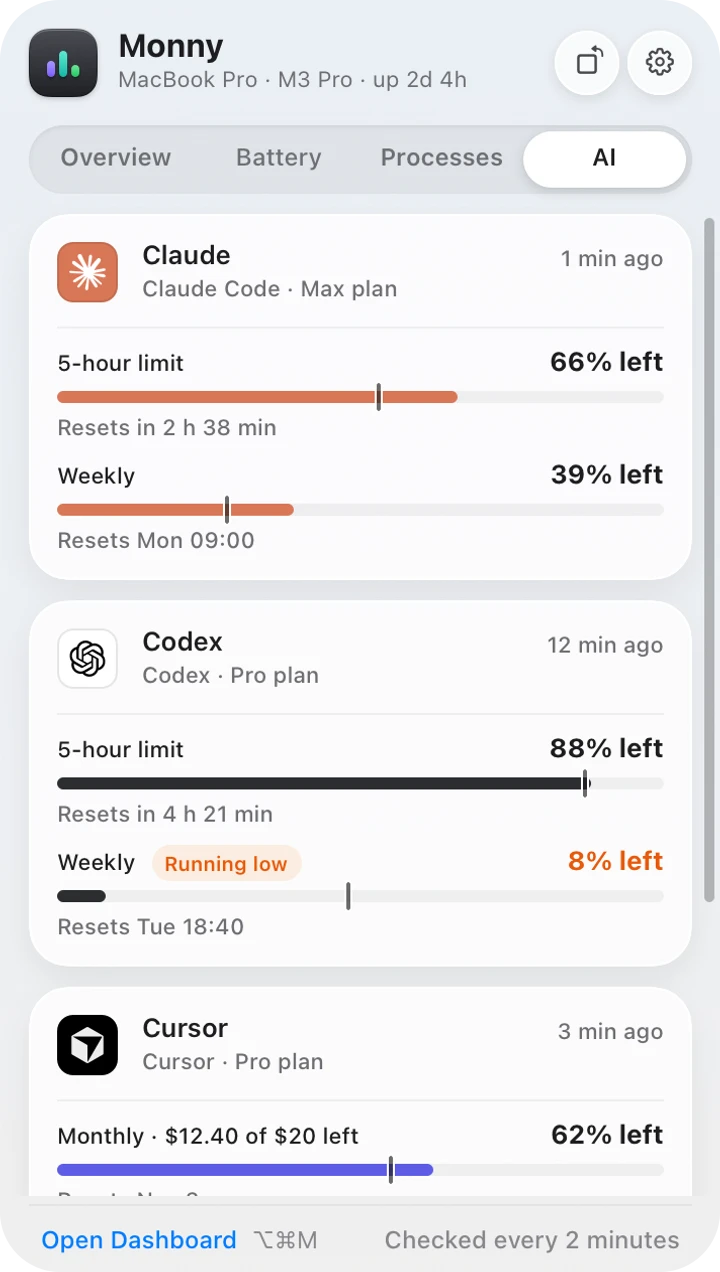 Monny
MacBook Pro · M3 Pro · up 2d 4h
Overview Battery Processes AI
Claude
1 min ago
Claude Code · Max plan
5-hour limit
66% left
Resets in 2 h 38 min
Weekly
39% left
Resets Mon 09:00
Codex
12 min ago
Codex · Pro plan
5-hour limit
88% left
Resets in 4 h 21 min
Weekly Running low
8% left
Resets Tue 18:40
Cursor
3 min ago
Cursor · Pro plan
Monthly · $12.40 of $20 left
62% left
Open Dashboard ⌥⌘M
Checked every 2 minutes